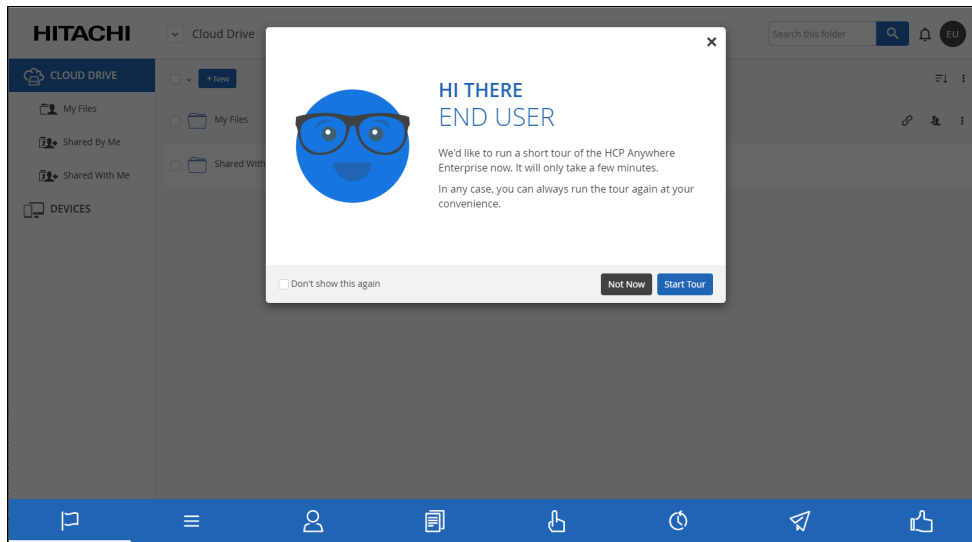 HITACHI
Cloud Drive
Search this folder
EU
CLOUD DRIVE
+New
My Files
Shared By Me
Shared With Me
DEVICES
My Files
Shared With
HI THERE
END USER
We'd like to run a short tour of the HCP Anywhere
Enterprise now. It will only take a few minutes.
In any case, you can always run the tour again at your
convenience.
Don't show this again
Not Now
Start Tour